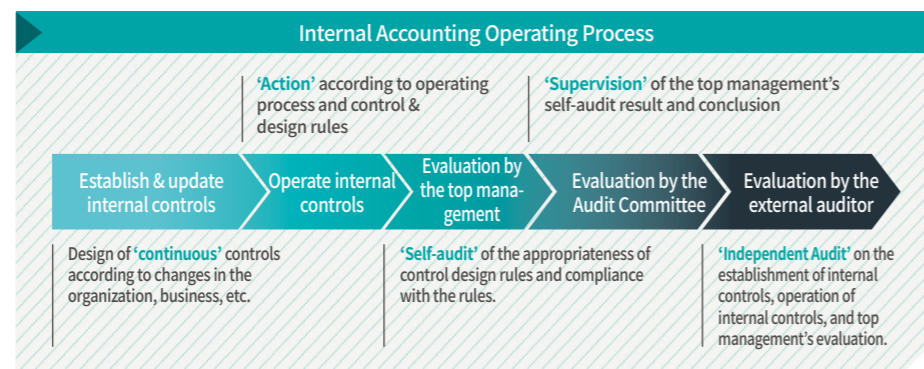 Internal Accounting Operating Process
‘Action’ according to operating
process and control &
design rules
‘Supervision’ of the top management’s
self-audit result and conclusion
Establish & update
internal controls
Operate internal
controls
Evaluation by
the top mana-
gement
Evaluation by the
Audit Committee
Evaluation by the
external auditor
Design of ‘continuous’ controls
according to changes in the
organization, business, etc.
‘Self-audit’ of the appropriateness of
control design rules and compliance
with the rules.
‘Independent Audit’ on the
establishment of internal
controls, operation of
internal controls, and top
management’s evaluation.